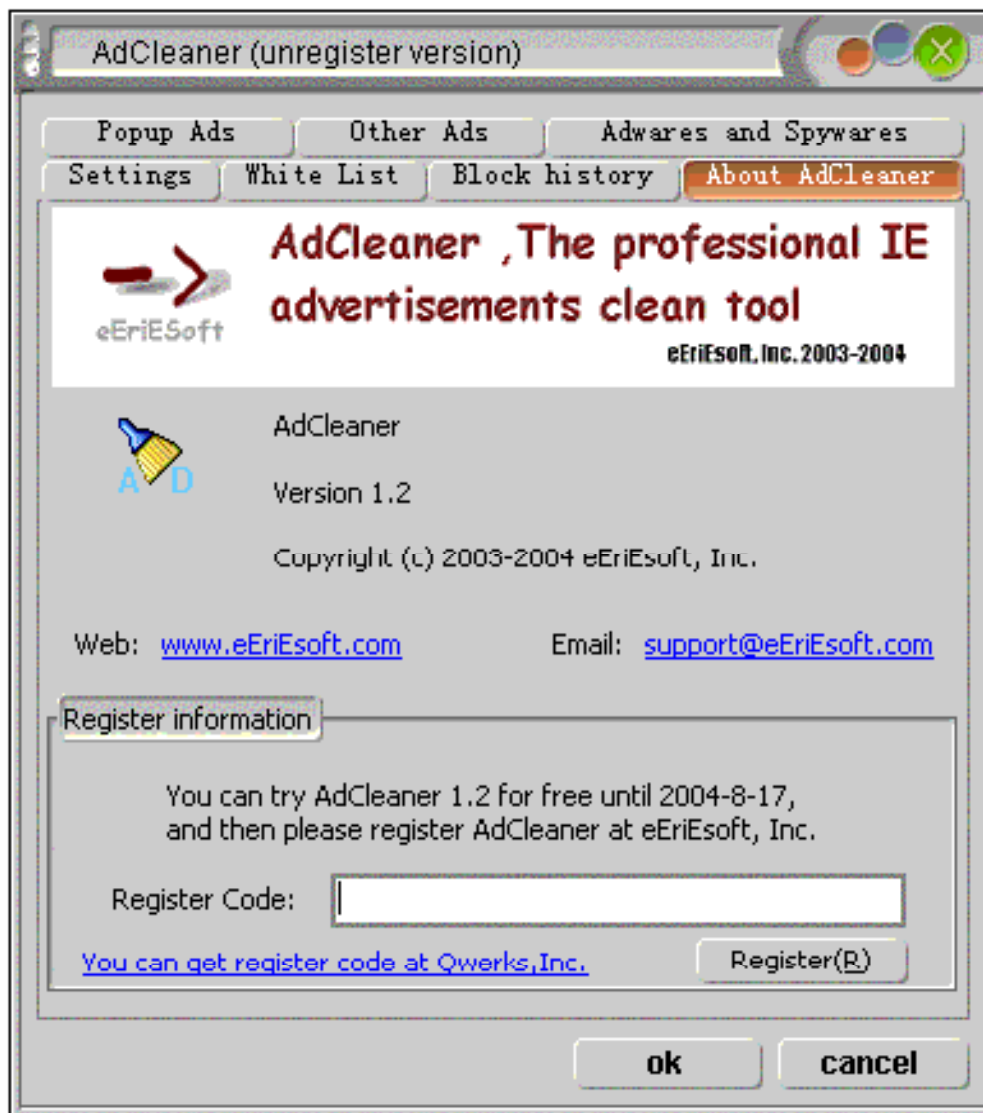 AdCleaner (unregister version)
Popup Ads Other Ads Adwares and Spywares
Settings White List Block history About AdCleaner
AdCleaner ,The professional IE
advertisements clean tool
eEriESoft
eEriEsoft,Inc.2003-2004
AdCleaner
A D
Version 1.2
Copyright (c) 2003-2004 eEriEsoft, Inc.
Web: www.eEriEsoft.com Email: support@eEriEsoft.com
Register information
You can try AdCleaner 1.2 for free until 2004-8-17,
and then please register AdCleaner at eEriEsoft, Inc.
Register Code:
You can get register code at Qwerks,Inc. Register(R)
ok cancel